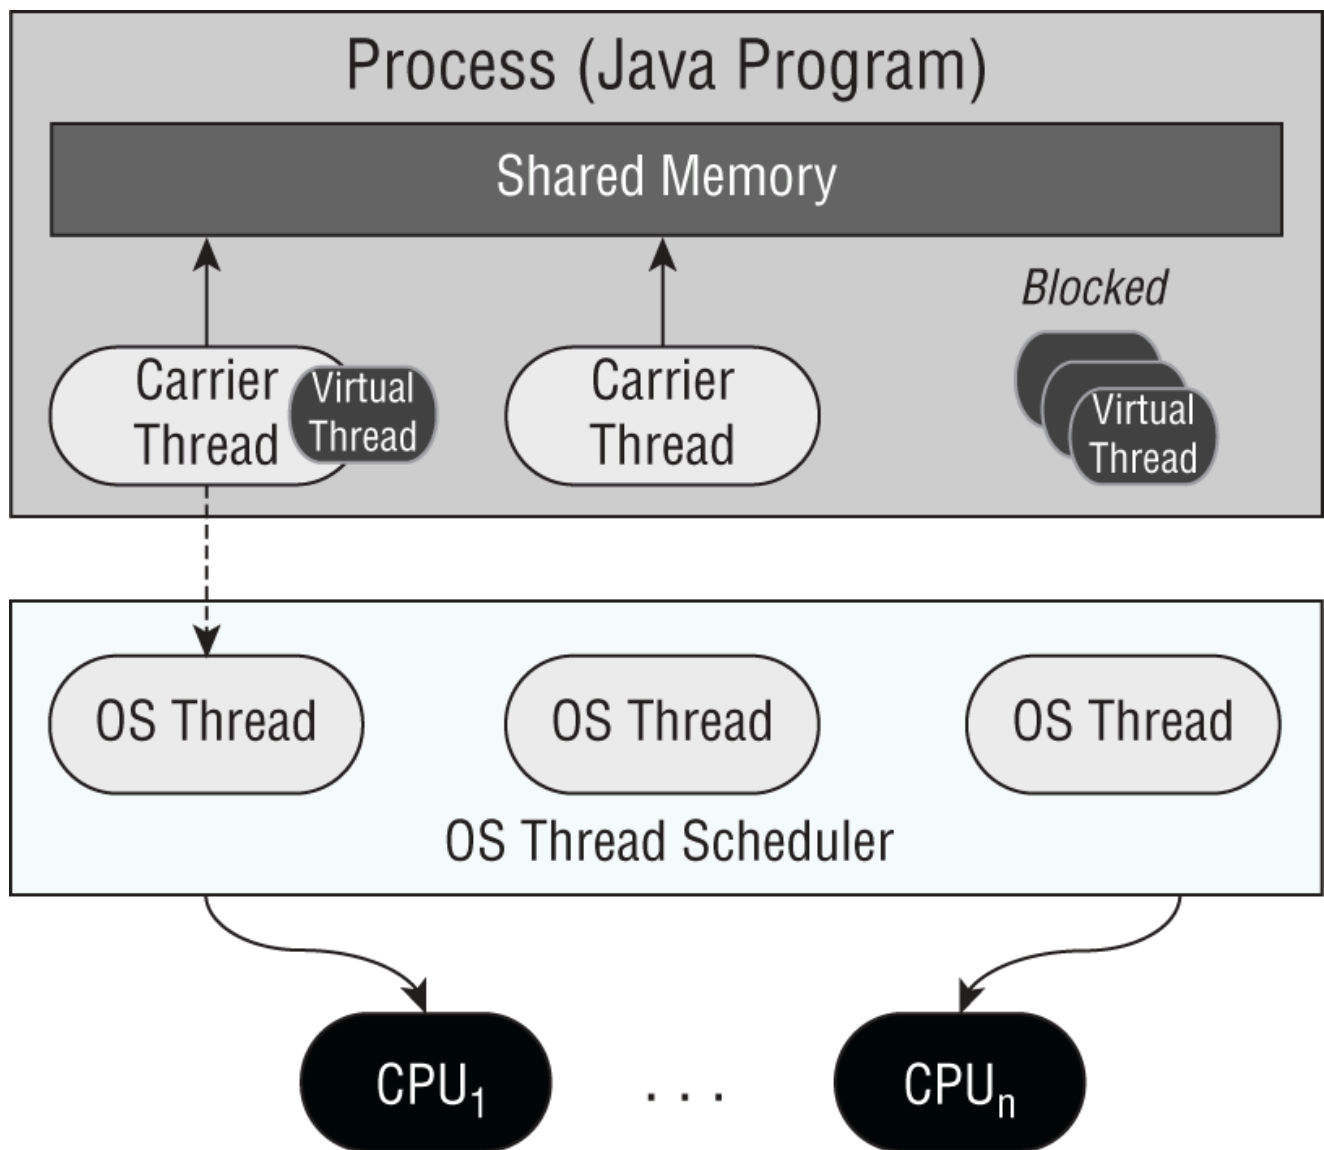 Process (Java Program)
Shared Memory
Blocked
Carrier
Thread
Virtual
Thread
Carrier
Thread
Virtual
Thread
OS Thread
OS Thread
OS Thread
OS Thread Scheduler
CPU₁
. . .
CPUₙ